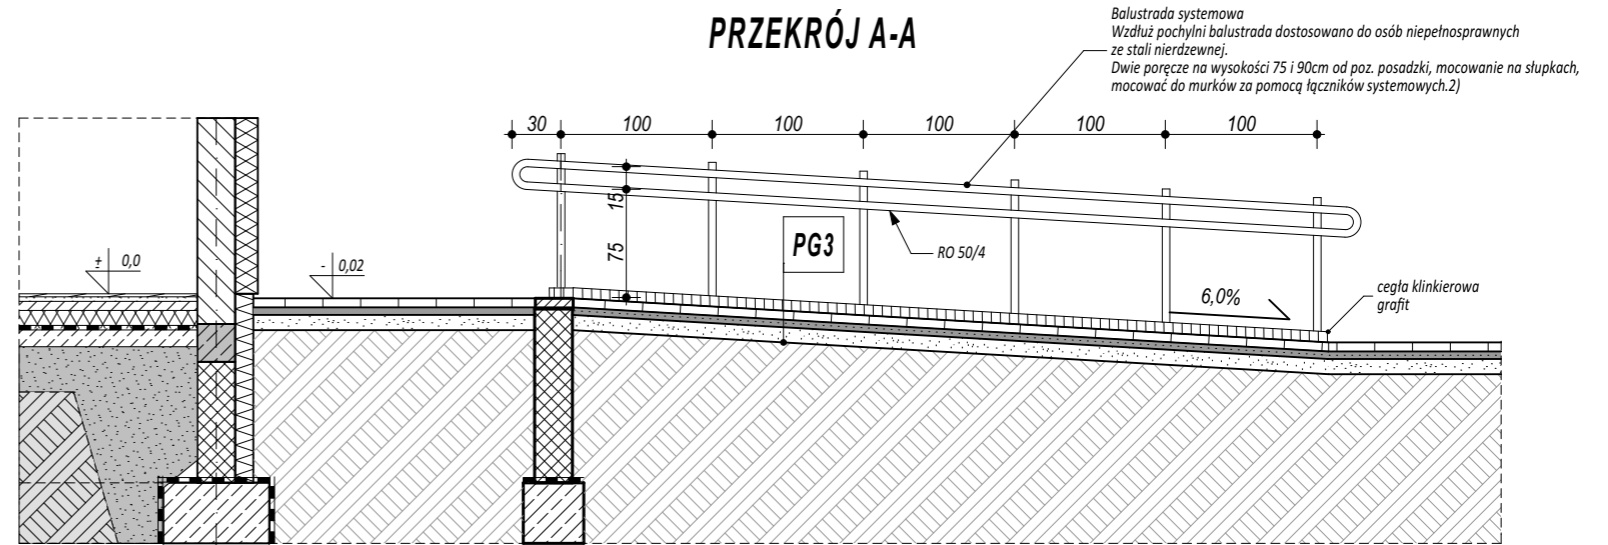 PRZEKRÓJ A-A
Balustrada systemowa
Wzdłuż pochylni balustrada dostosowano do osób niepełnosprawnych
ze stali nierdzewnej.
Dwie poręcze na wysokości 75 i 90cm od poz. posadzki, mocowanie na słupkach,
mocować do murków za pomocą łączników systemowych.2)
30 100 100 100 100 100
15
75
PG3
RO 50/4
± 0,0
- 0,02
6,0%
cegła klinkierowa
grafit